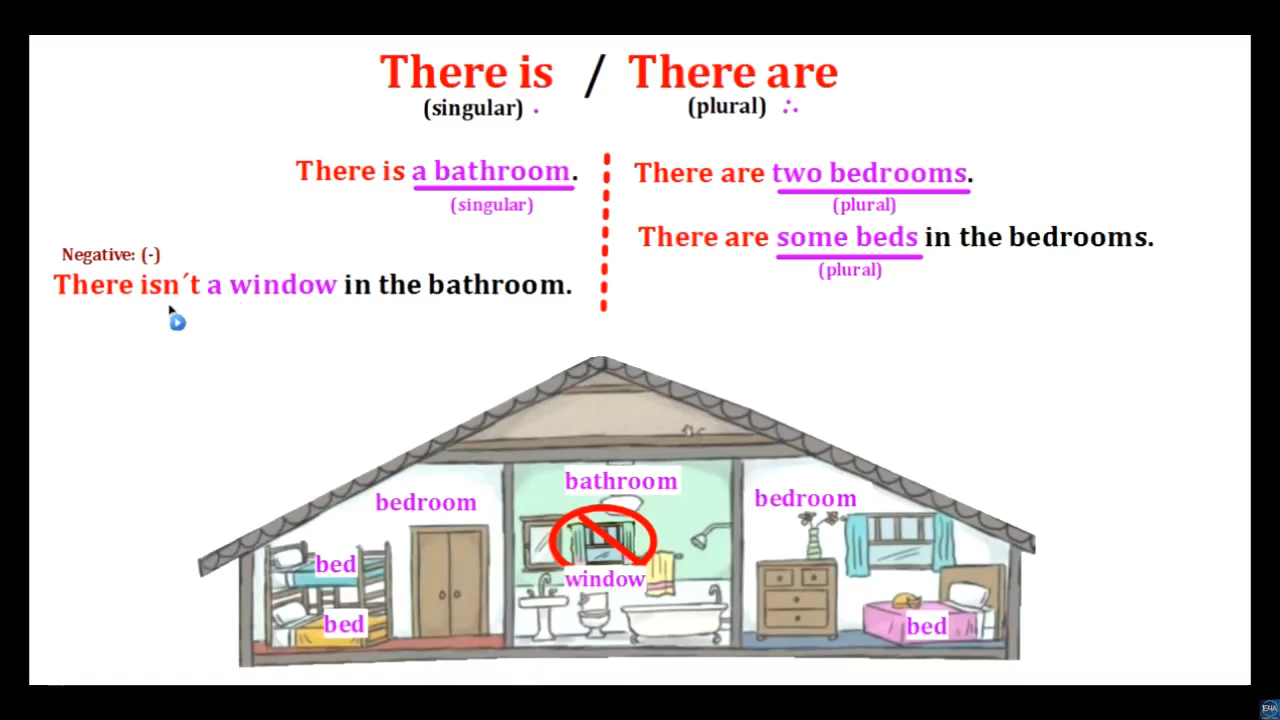 There is / There are
(singular) . (plural) ∴
There is a bathroom.
(singular)
There are two bedrooms.
(plural)
There are some beds in the bedrooms.
(plural)
Negative: (-)
There isn´t a window in the bathroom.
bedroom
bathroom
bedroom
bed
window
bed
bed